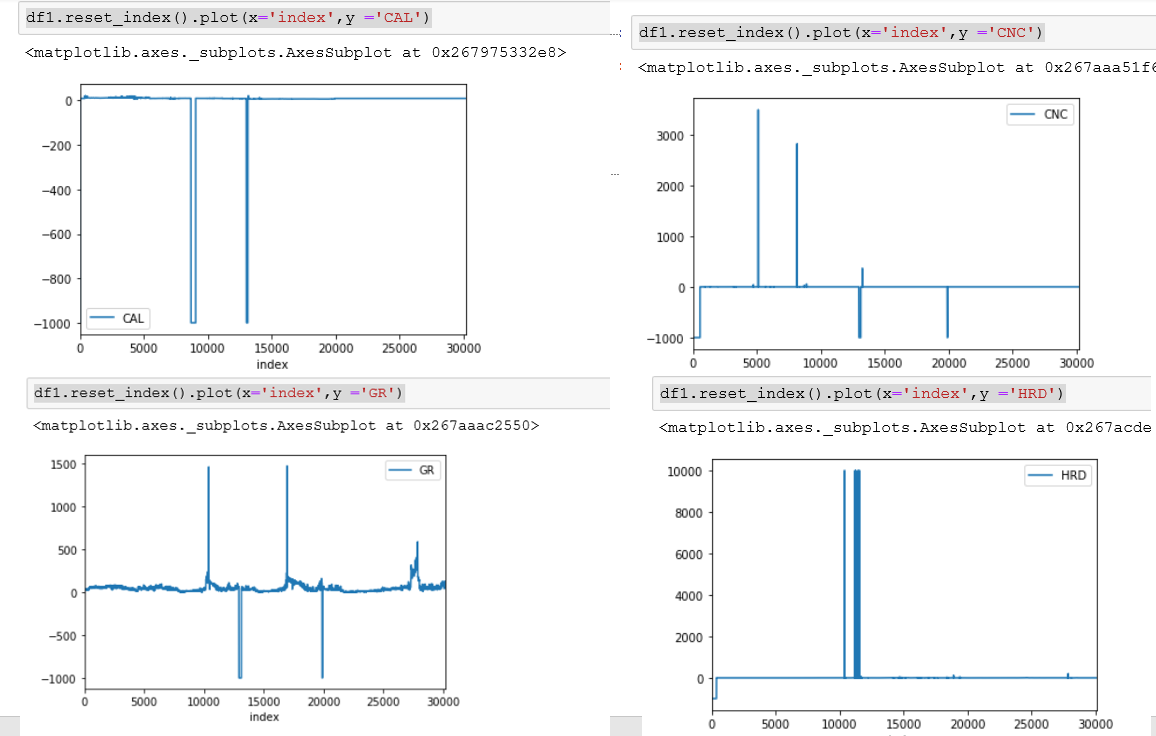 df1.reset_index().plot(x='index',y ='CAL')
<matplotlib.axes._subplots.AxesSubplot at 0x267975332e8>
0
−200
−400
−600
−800
−1000
CAL
0 5000 10000 15000 20000 25000 30000
index
df1.reset_index().plot(x='index',y ='CNC')
<matplotlib.axes._subplots.AxesSubplot at 0x267aaa51f6
CNC
3000
2000
1000
0
−1000
0 5000 10000 15000 20000 25000 30000
df1.reset_index().plot(x='index',y ='GR')
<matplotlib.axes._subplots.AxesSubplot at 0x267aaac2550>
GR
1500
1000
500
0
−500
−1000
0 5000 10000 15000 20000 25000 30000
index
df1.reset_index().plot(x='index',y ='HRD')
<matplotlib.axes._subplots.AxesSubplot at 0x267acde
HRD
10000
8000
6000
4000
2000
0
0 5000 10000 15000 20000 25000 30000